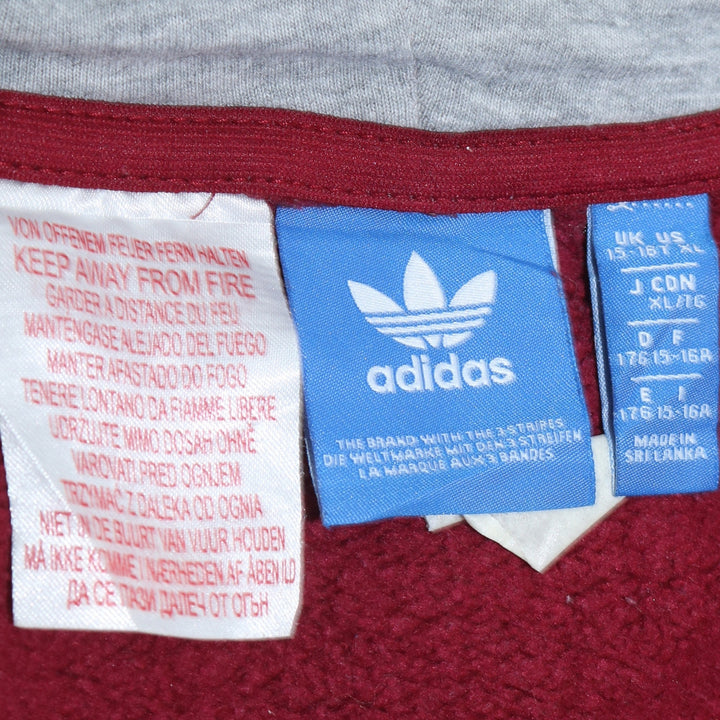 VON OFFENEM FEUER FERN HALTEN
KEEP AWAY FROM FIRE
GARDER A DISTANCE DU FEU
MANTENGASE ALEJADO DEL FUEGO
MANTER AFASTADO DO FOGO
TENERE LONTANO DA FIAMME LIBERE
UDRZUJTE MIMO DOSAH OHNĚ
VAROVATI PRED OGNJEM
TRZYMAĆ Z DALEKA OD OGNIA
NIET IN DE BUURT VAN VUUR HOUDEN
MÅ IKKE KOMME I NÆRHEDEN AF ÅBEN ILD
ДА СЕ ПАЗИ ДАЛЕЧ ОТ ОГЪН
adidas
THE BRAND WITH THE 3 STRIPES
DIE WELTMARKE MIT DEN 3 STREIFEN
LA MARQUE AUX 3 BANDES
UK US
15-16Y XL
J CDN
XL/TG
D F
176 15-16A
E I
176 15-16A
MADE IN
SRI LANKA